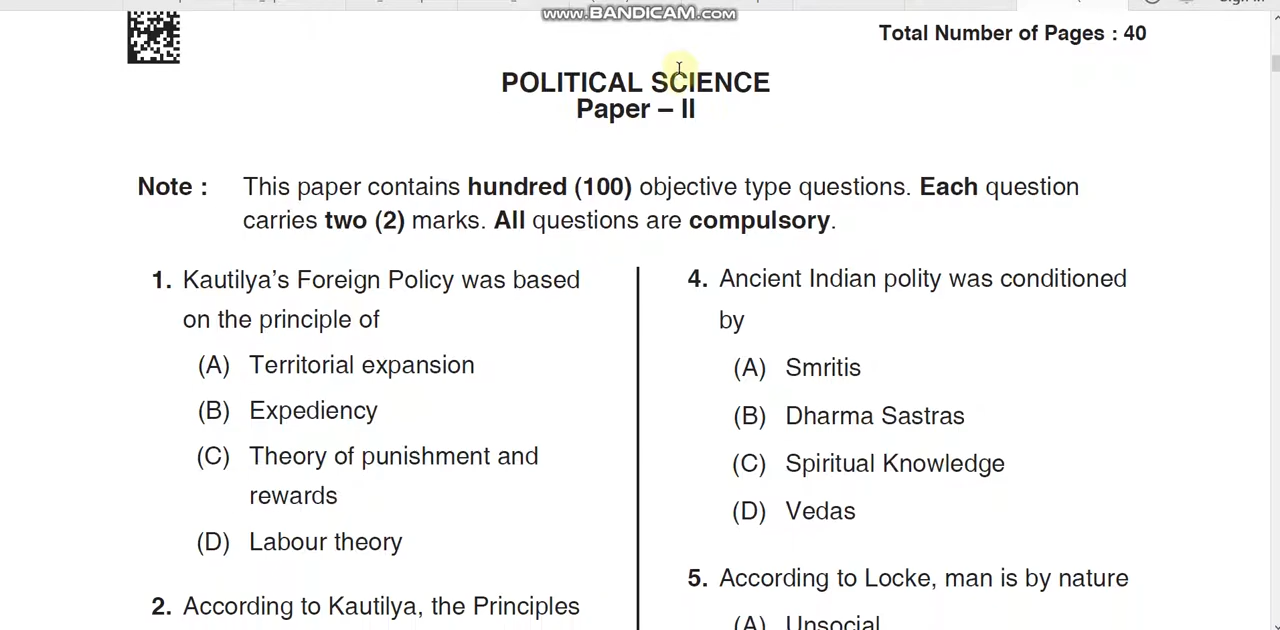 www.BANDICAM.com
Total Number of Pages : 40
POLITICAL SCIENCE
Paper – II
Note : This paper contains hundred (100) objective type questions. Each question
carries two (2) marks. All questions are compulsory.
1. Kautilya’s Foreign Policy was based
on the principle of
(A) Territorial expansion
(B) Expediency
(C) Theory of punishment and
rewards
(D) Labour theory
2. According to Kautilya, the Principles
4. Ancient Indian polity was conditioned
by
(A) Smritis
(B) Dharma Sastras
(C) Spiritual Knowledge
(D) Vedas
5. According to Locke, man is by nature
(A) Unsocial